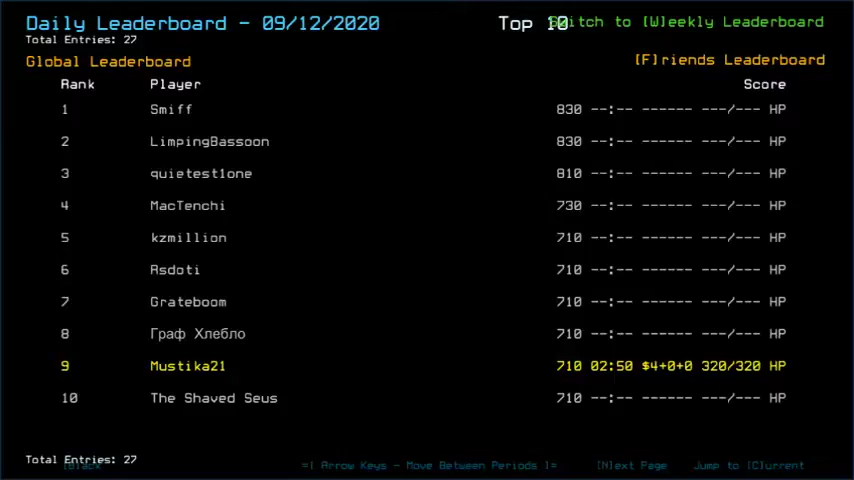 Daily Leaderboard - 09/12/2020 Top 10 Switch to [W]eekly Leaderboard
Total Entries: 27
Global Leaderboard [F]riends Leaderboard
Rank Player Score
1 Smiff 830 --:-- ------ ---/--- HP
2 LimpingBassoon 830 --:-- ------ ---/--- HP
3 quietest1one 810 --:-- ------ ---/--- HP
4 MacTenchi 730 --:-- ------ ---/--- HP
5 kzmillion 710 --:-- ------ ---/--- HP
6 Asdoti 710 --:-- ------ ---/--- HP
7 Grateboom 710 --:-- ------ ---/--- HP
8 Граф Хлебло 710 --:-- ------ ---/--- HP
9 Mustika21 710 02:50 $4+0+0 320/320 HP
10 The Shaved Seus 710 --:-- ------ ---/--- HP
Total Entries: 27
=[ Arrow Keys - Move Between Periods ]= [N]ext Page Jump to [C]urrent